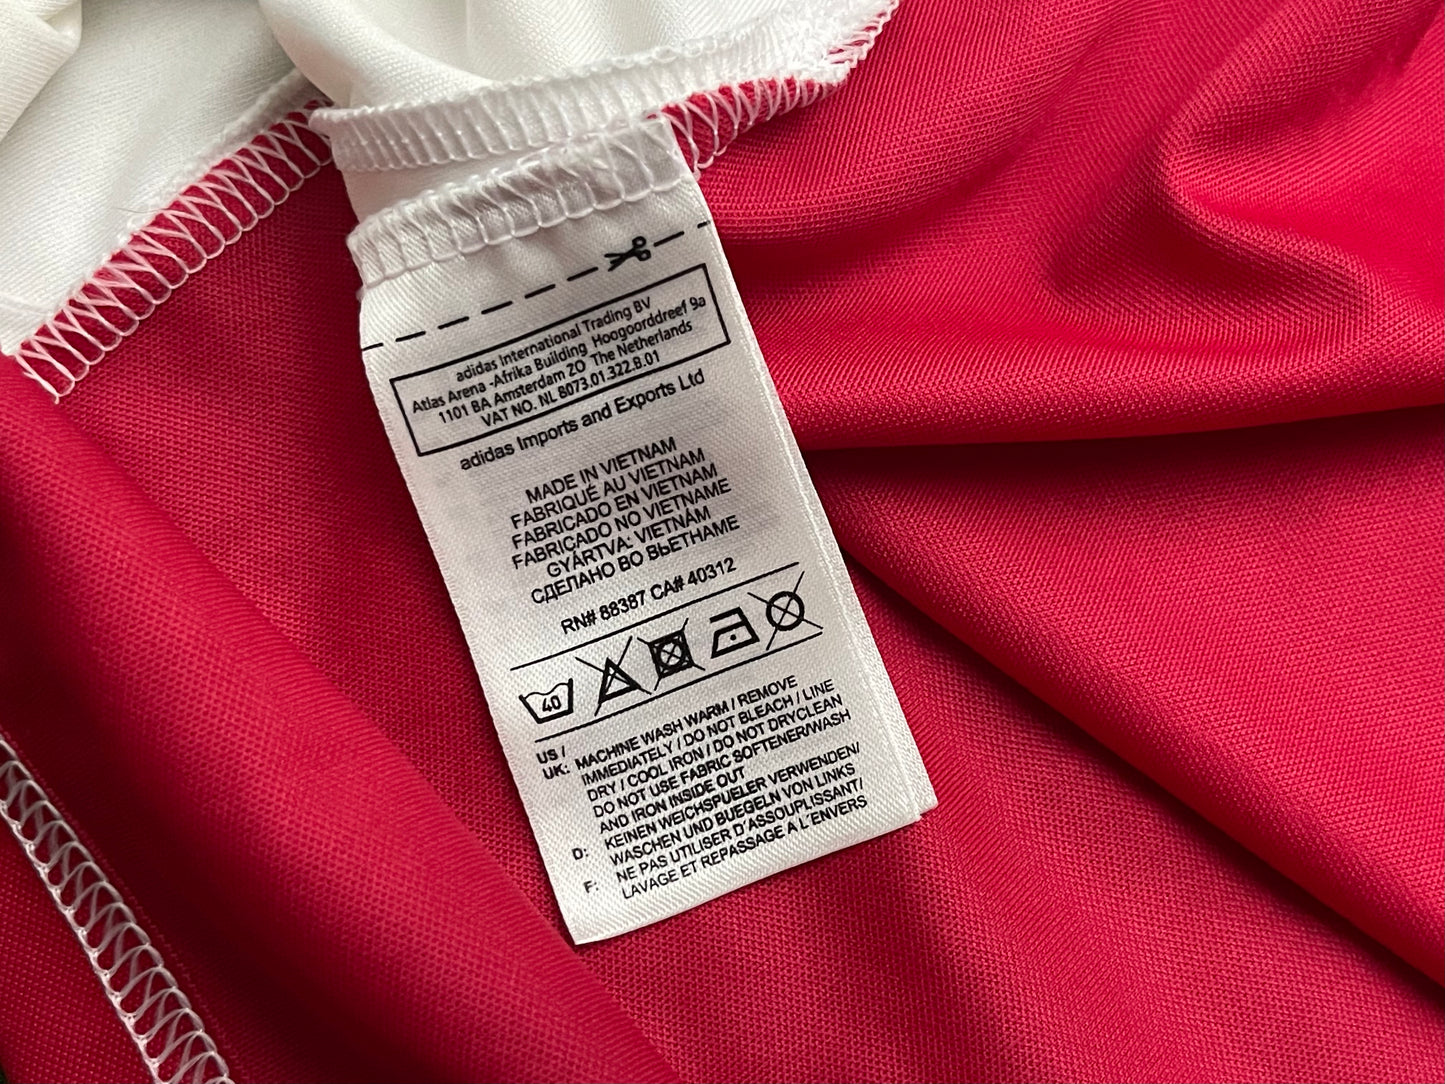 adidas International Trading BV
Atlas Arena -Afrika Building Hoogoorddreef 9a
1101 BA Amsterdam ZO The Netherlands
VAT NO. NL 8073.01.322.B.01
adidas Imports and Exports Ltd
MADE IN VIETNAM
FABRIQUÉ AU VIETNAM
FABRICADO EN VIETNAM
FABRICADO NO VIETNAME
GYÁRTVA: VIETNÁM
СДЕЛАНО ВО ВЬЕТНАМЕ
RN# 88387 CA# 40312
40
US / UK: MACHINE WASH WARM / REMOVE
IMMEDIATELY / DO NOT BLEACH / LINE
DRY / COOL IRON / DO NOT DRYCLEAN
DO NOT USE FABRIC SOFTENER/WASH
AND IRON INSIDE OUT
D: KEINEN WEICHSPUELER VERWENDEN/
WASCHEN UND BUEGELN VON LINKS
F: NE PAS UTILISER D'ASSOUPLISSANT/
LAVAGE ET REPASSAGE A L'ENVERS